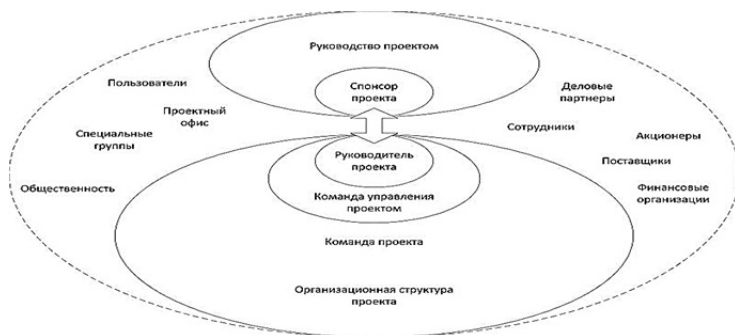 Руководство проектом
Пользователи
Спонсор
проекта
Деловые
партнеры
Проектный
офис
Сотрудники
Специальные
группы
Акционеры
Руководитель
проекта
Поставщики
Общественность
Финансовые
организации
Команда управления
проектом
Команда проекта
Организационная структура
проекта